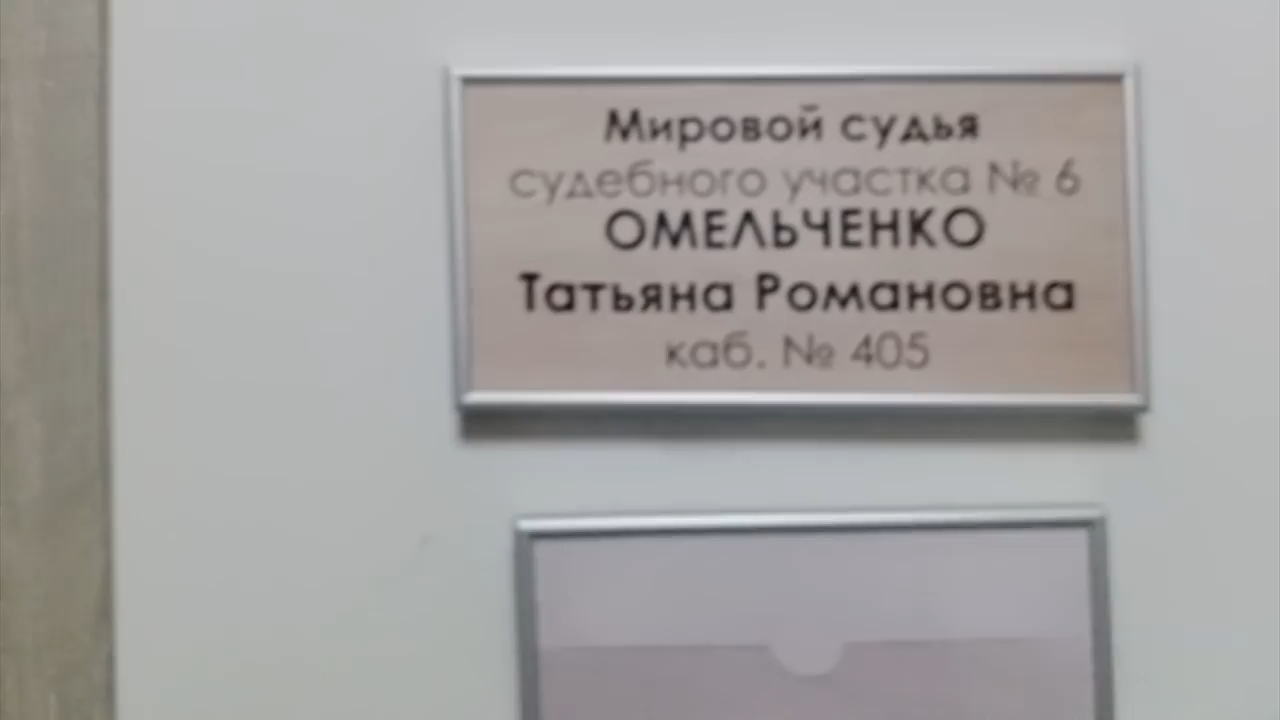 Мировой судья
судебного участка № 6
ОМЕЛЬЧЕНКО
Татьяна Романовна
каб. № 405